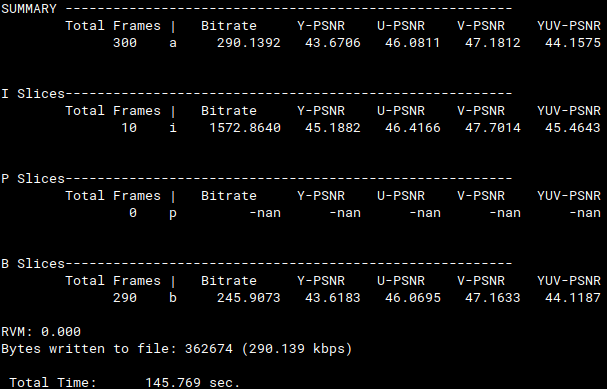 SUMMARY --------------------------------------------------------
        Total Frames |   Bitrate     Y-PSNR    U-PSNR    V-PSNR    YUV-PSNR
              300    a     290.1392   43.6706   46.0811   47.1812   44.1575
I Slices--------------------------------------------------------
        Total Frames |   Bitrate     Y-PSNR    U-PSNR    V-PSNR    YUV-PSNR
               10    i    1572.8640   45.1882   46.4166   47.7014   45.4643
P Slices--------------------------------------------------------
        Total Frames |   Bitrate     Y-PSNR    U-PSNR    V-PSNR    YUV-PSNR
                0    p         -nan      -nan      -nan      -nan      -nan
B Slices--------------------------------------------------------
        Total Frames |   Bitrate     Y-PSNR    U-PSNR    V-PSNR    YUV-PSNR
              290    b     245.9073   43.6183   46.0695   47.1633   44.1187
RVM: 0.000
Bytes written to file: 362674 (290.139 kbps)
 Total Time:      145.769 sec.